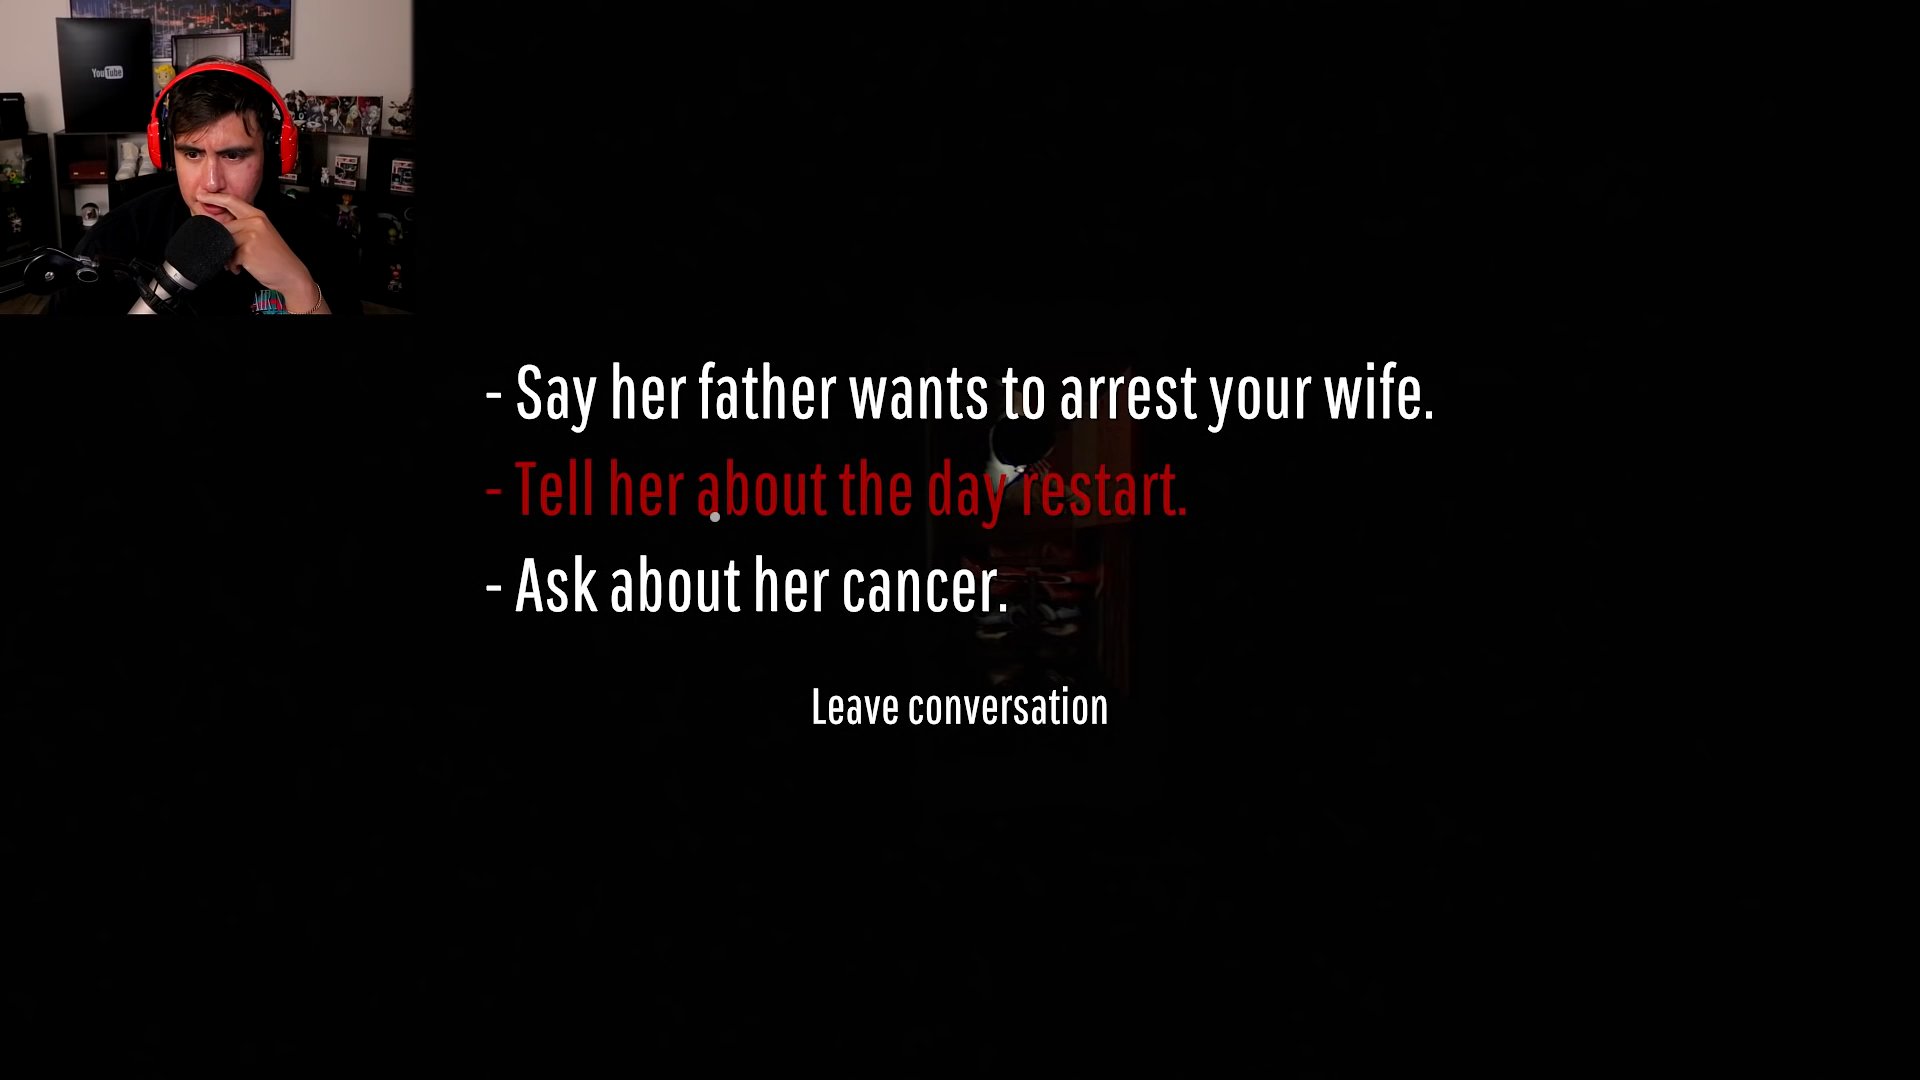 YouTube
- Say her father wants to arrest your wife.
- Tell her about the day restart.
- Ask about her cancer.
Leave conversation